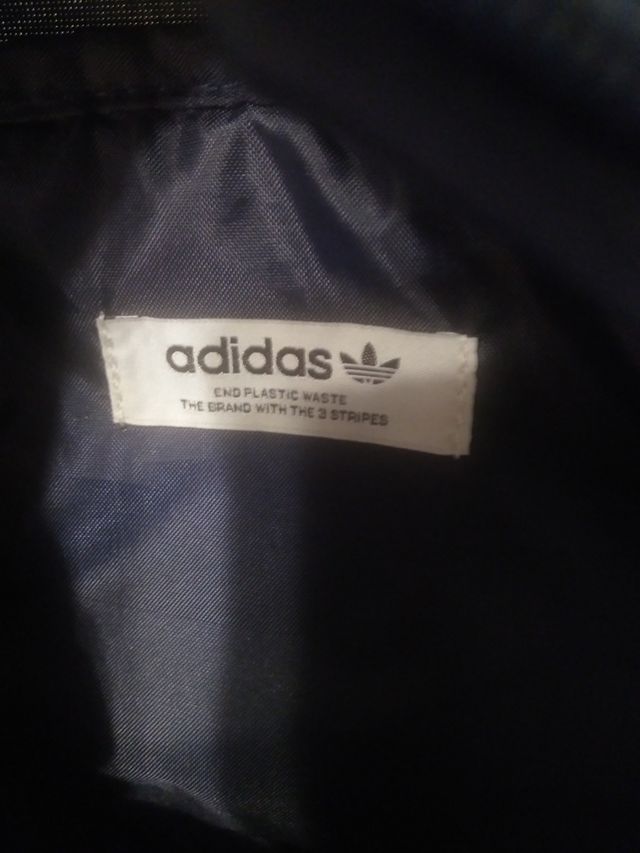 adidas
END PLASTIC WASTE
THE BRAND WITH THE 3 STRIPES